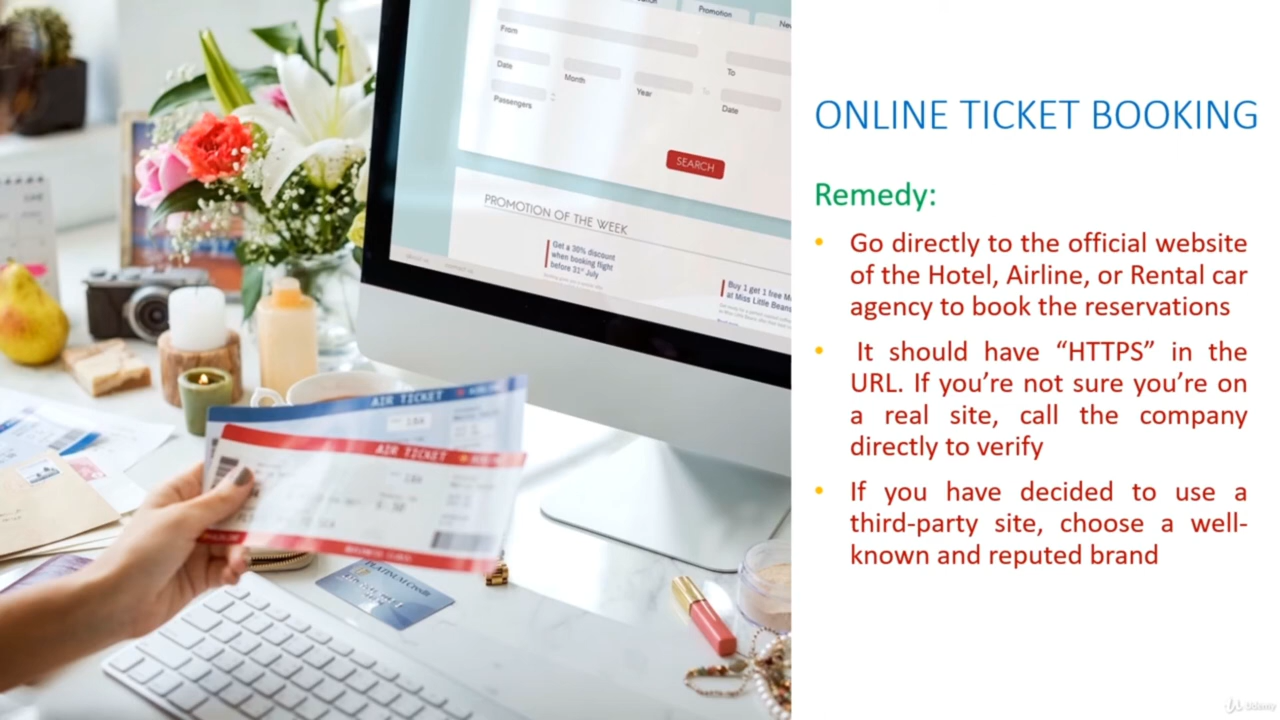 Promotion
From
To
Date
Month
Year
Date
Passengers
SEARCH
PROMOTION OF THE WEEK
Get a 30% discount
when booking flight
before 31st July
Buy 1 get 1 free
at Miss Little Beans
AIR TICKET
AIR TICKET
PLATINUM Credit
ONLINE TICKET BOOKING
Remedy:
• Go directly to the official website
of the Hotel, Airline, or Rental car
agency to book the reservations
• It should have “HTTPS” in the
URL. If you’re not sure you’re on
a real site, call the company
directly to verify
• If you have decided to use a
third-party site, choose a well-
known and reputed brand
Udemy